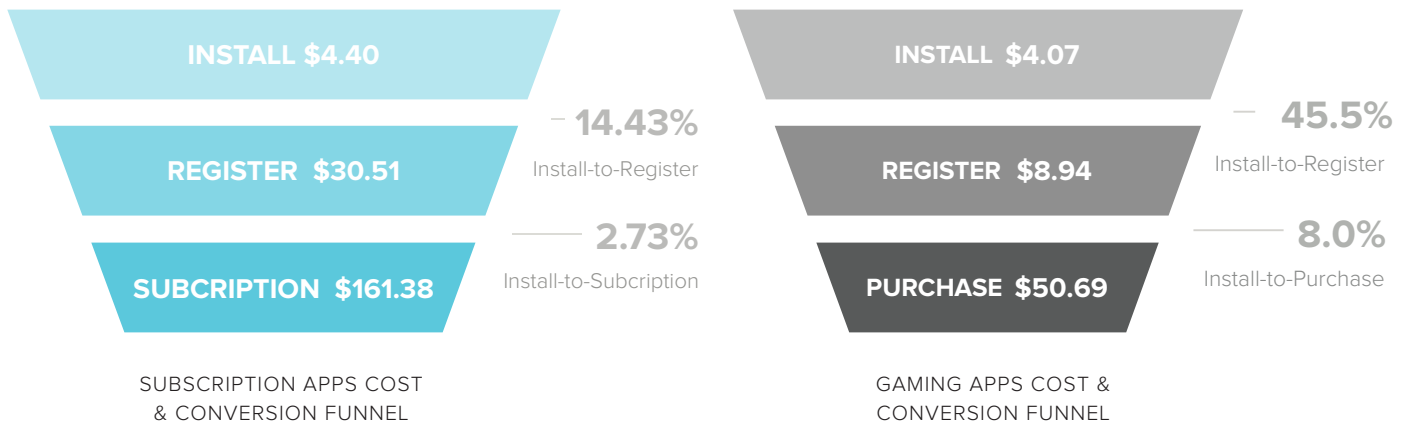 INSTALL $4.40
14.43%
Install-to-Register
REGISTER $30.51
2.73%
Install-to-Subcription
SUBCRIPTION $161.38
SUBSCRIPTION APPS COST
& CONVERSION FUNNEL
INSTALL $4.07
45.5%
Install-to-Register
REGISTER $8.94
8.0%
Install-to-Purchase
PURCHASE $50.69
GAMING APPS COST &
CONVERSION FUNNEL